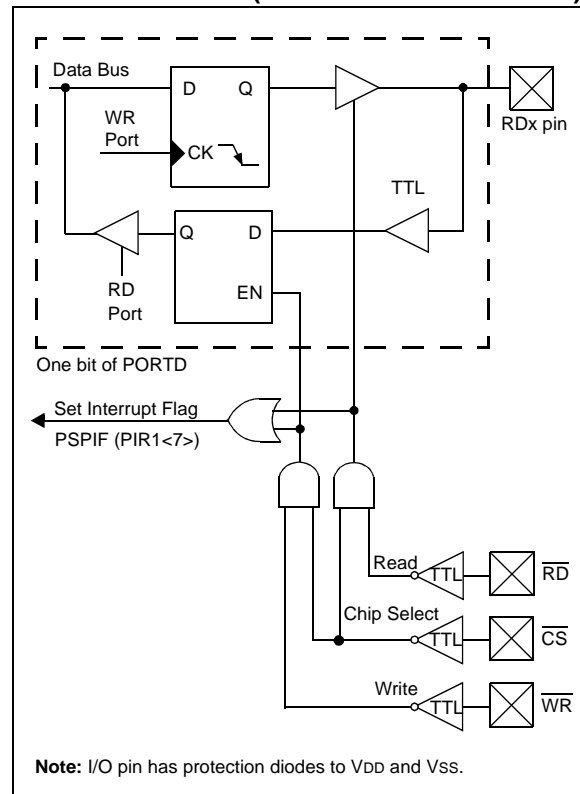 Data Bus
D Q
WR
Port
CK
RDx pin
TTL
Q D
RD
Port
EN
One bit of PORTD
Set Interrupt Flag
PSPIF (PIR1<7>)
Read
TTL
RD
Chip Select
TTL
CS
Write
TTL
WR
Note: I/O pin has protection diodes to VDD and VSS.